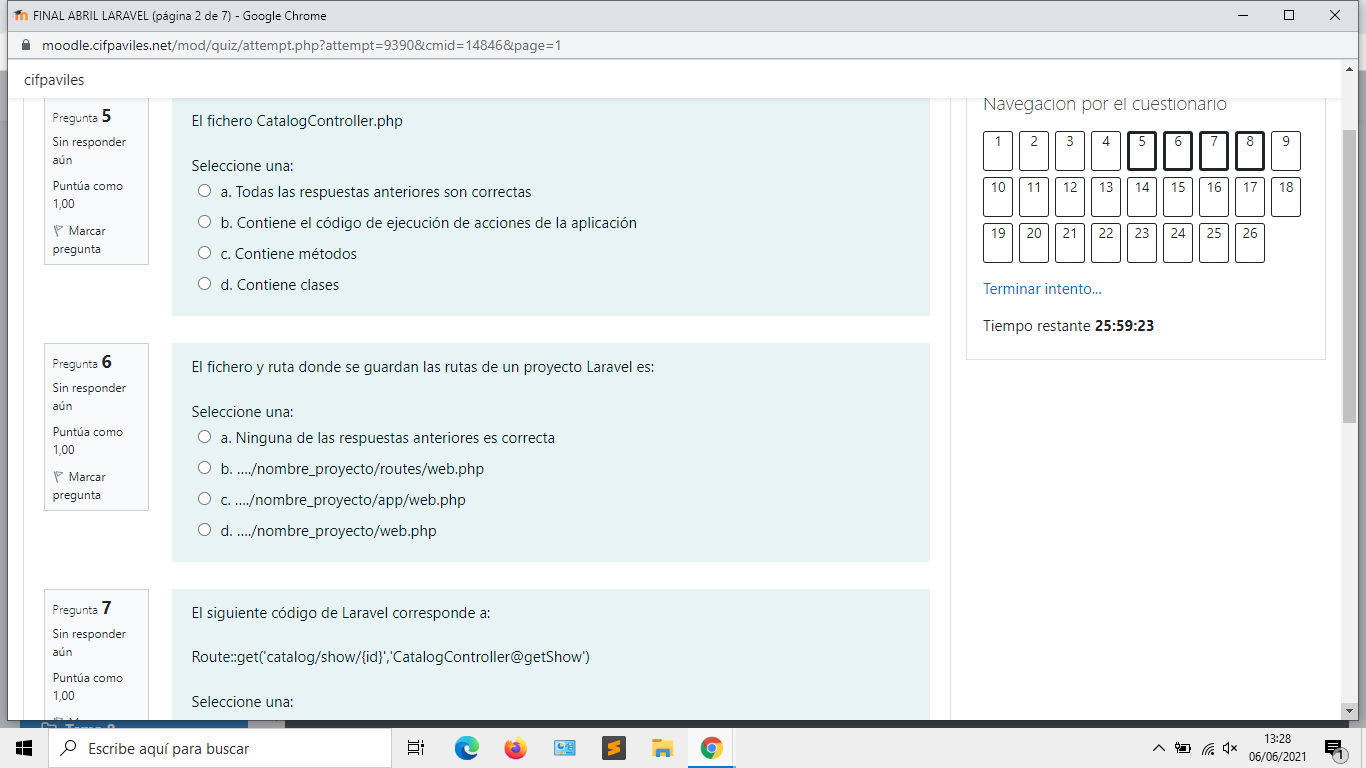 FINAL ABRIL LARAVEL (página 2 de 7) - Google Chrome
moodle.cifpaviles.net/mod/quiz/attempt.php?attempt=9390&cmid=14846&page=1
cifpaviles
Pregunta 5
Sin responder
aún
Puntúa como
1,00
Marcar
pregunta
El fichero CatalogController.php
Seleccione una:
a. Todas las respuestas anteriores son correctas
b. Contiene el código de ejecución de acciones de la aplicación
c. Contiene métodos
d. Contiene clases
Pregunta 6
Sin responder
aún
Puntúa como
1,00
Marcar
pregunta
El fichero y ruta donde se guardan las rutas de un proyecto Laravel es:
Seleccione una:
a. Ninguna de las respuestas anteriores es correcta
b. ..../nombre_proyecto/routes/web.php
c. ..../nombre_proyecto/app/web.php
d. ..../nombre_proyecto/web.php
Pregunta 7
Sin responder
aún
Puntúa como
1,00
El siguiente código de Laravel corresponde a:
Route::get('catalog/show/{id}','CatalogController@getShow')
Seleccione una:
Navegación por el cuestionario
1 2 3 4 5 6 7 8 9
10 11 12 13 14 15 16 17 18
19 20 21 22 23 24 25 26
Terminar intento...
Tiempo restante 25:59:23
Escribe aquí para buscar
13:28
06/06/2021
1